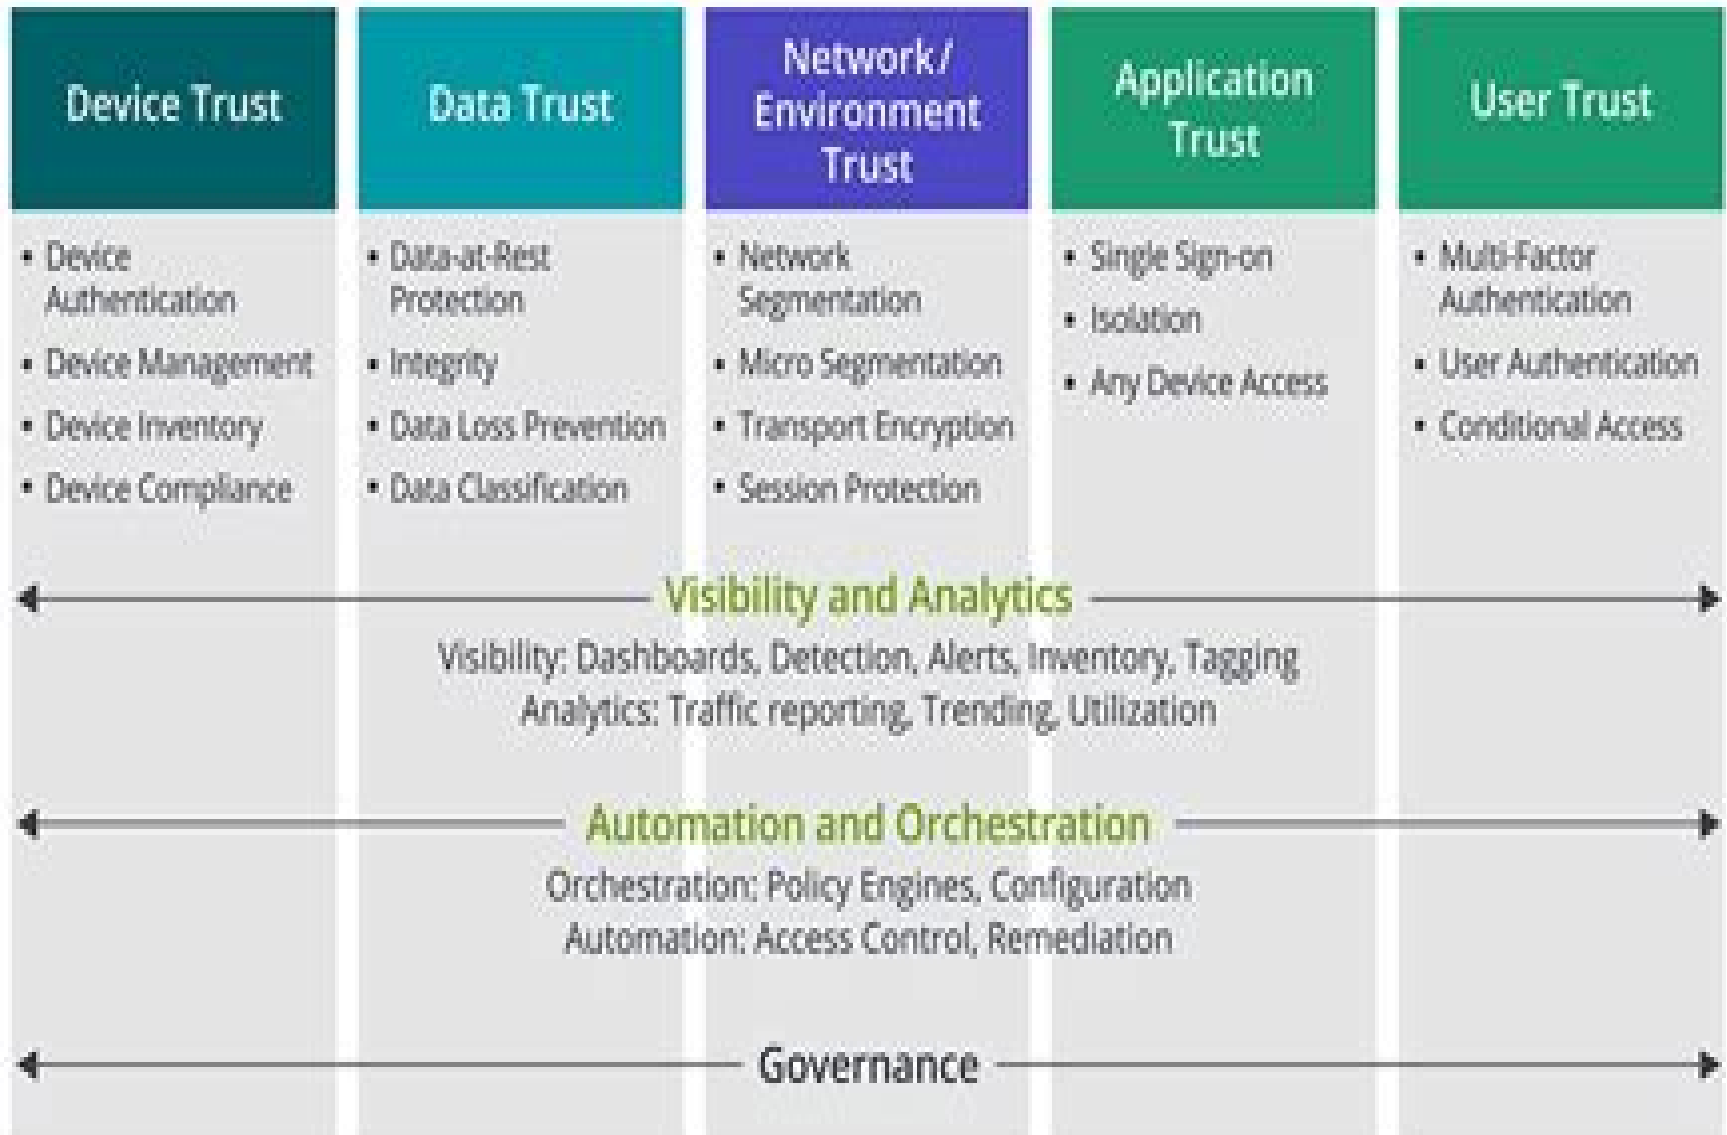 Device Trust
• Device
Authentication
• Device Management
• Device Inventory
• Device Compliance
Data Trust
• Data-at-Rest
Protection
• Integrity
• Data Loss Prevention
• Data Classification
Network/
Environment
Trust
• Network
Segmentation
• Micro Segmentation
• Transport Encryption
• Session Protection
Application
Trust
• Single Sign-on
• Isolation
• Any Device Access
User Trust
• Multi-Factor
Authentication
• User Authentication
• Conditional Access
Visibility and Analytics
Visibility: Dashboards, Detection, Alerts, Inventory, Tagging
Analytics: Traffic reporting, Trending, Utilization
Automation and Orchestration
Orchestration: Policy Engines, Configuration
Automation: Access Control, Remediation
Governance